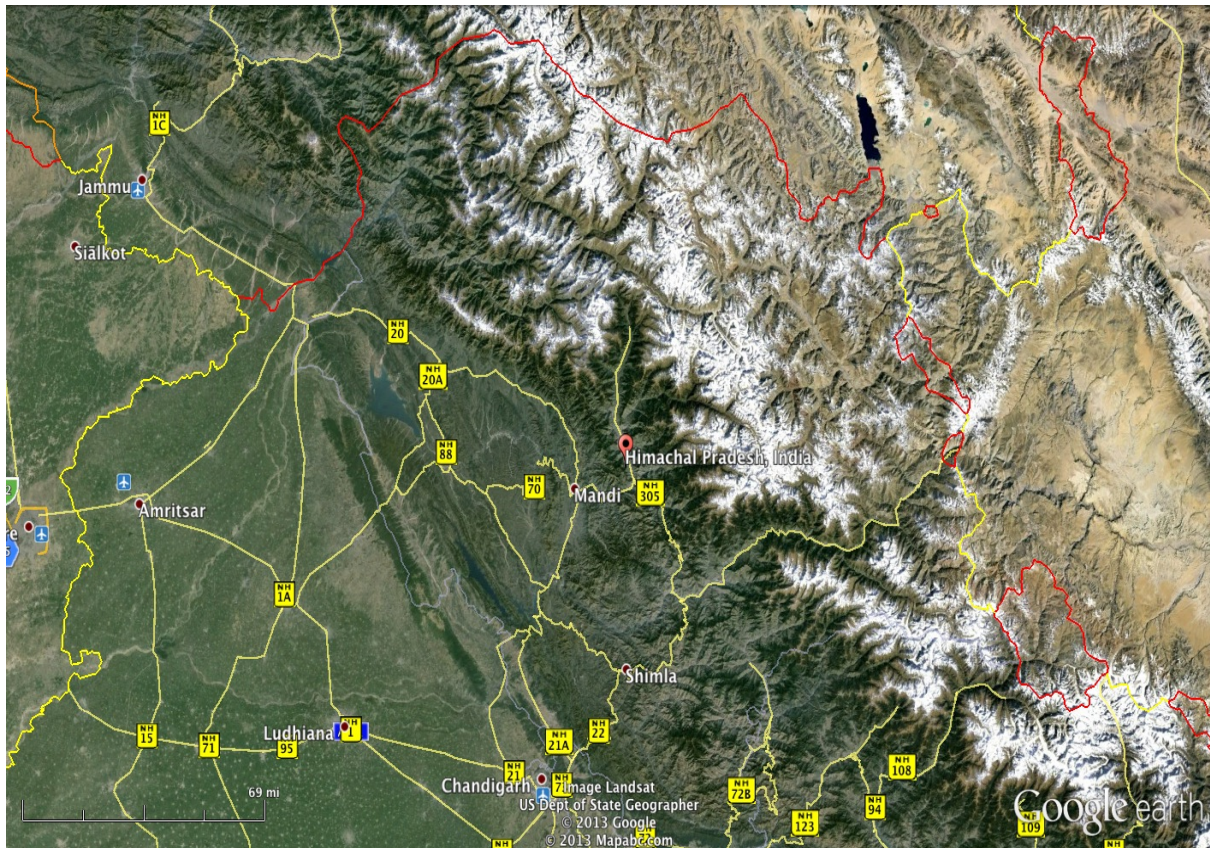 NH
1C
Jammu
Siālkot
NH
20
NH
20A
NH
88
Himachal Pradesh, India
NH
70
Mandi
NH
305
Amritsar
re
NH
1A
Shimla
Ludhiana
NH
1
NH
15
NH
71
95
NH
21A
NH
22
NH
21
Chandigarh
NH
72B
NH
108
NH
94
NH
123
NH
109
69 mi
Image Landsat
US Dept of State Geographer
© 2013 Google
© 2013 Mapabc.com
Google earth